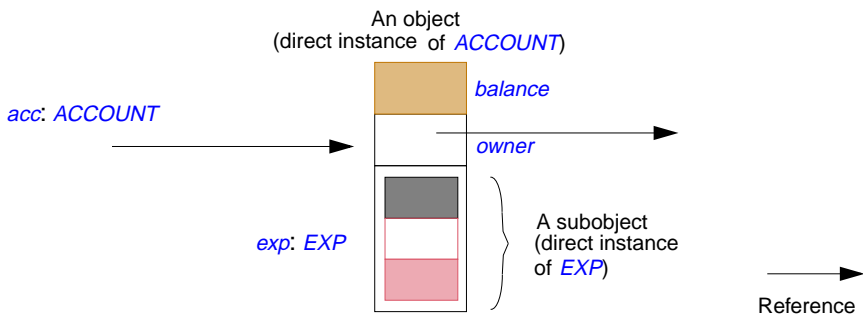 An object
(direct instance of ACCOUNT)
balance
acc: ACCOUNT
owner
exp: EXP
A subobject
(direct instance
of EXP)
Reference